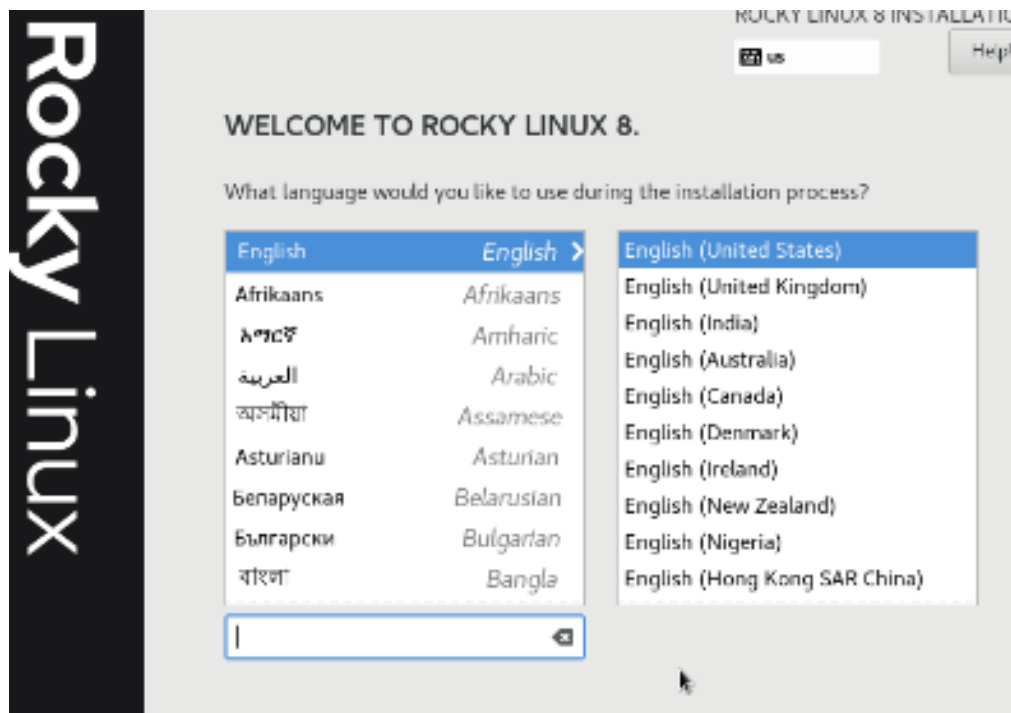 Rocky Linux
ROCKY LINUX 8 INSTALLATIO
us
Help!
WELCOME TO ROCKY LINUX 8.
What language would you like to use during the installation process?
English English
Afrikaans Afrikaans
አማርኛ Amharic
العربية Arabic
অসমীয়া Assamese
Asturianu Asturian
Беларуская Belarusian
Български Bulgarian
বাংলা Bangla
English (United States)
English (United Kingdom)
English (India)
English (Australia)
English (Canada)
English (Denmark)
English (Ireland)
English (New Zealand)
English (Nigeria)
English (Hong Kong SAR China)